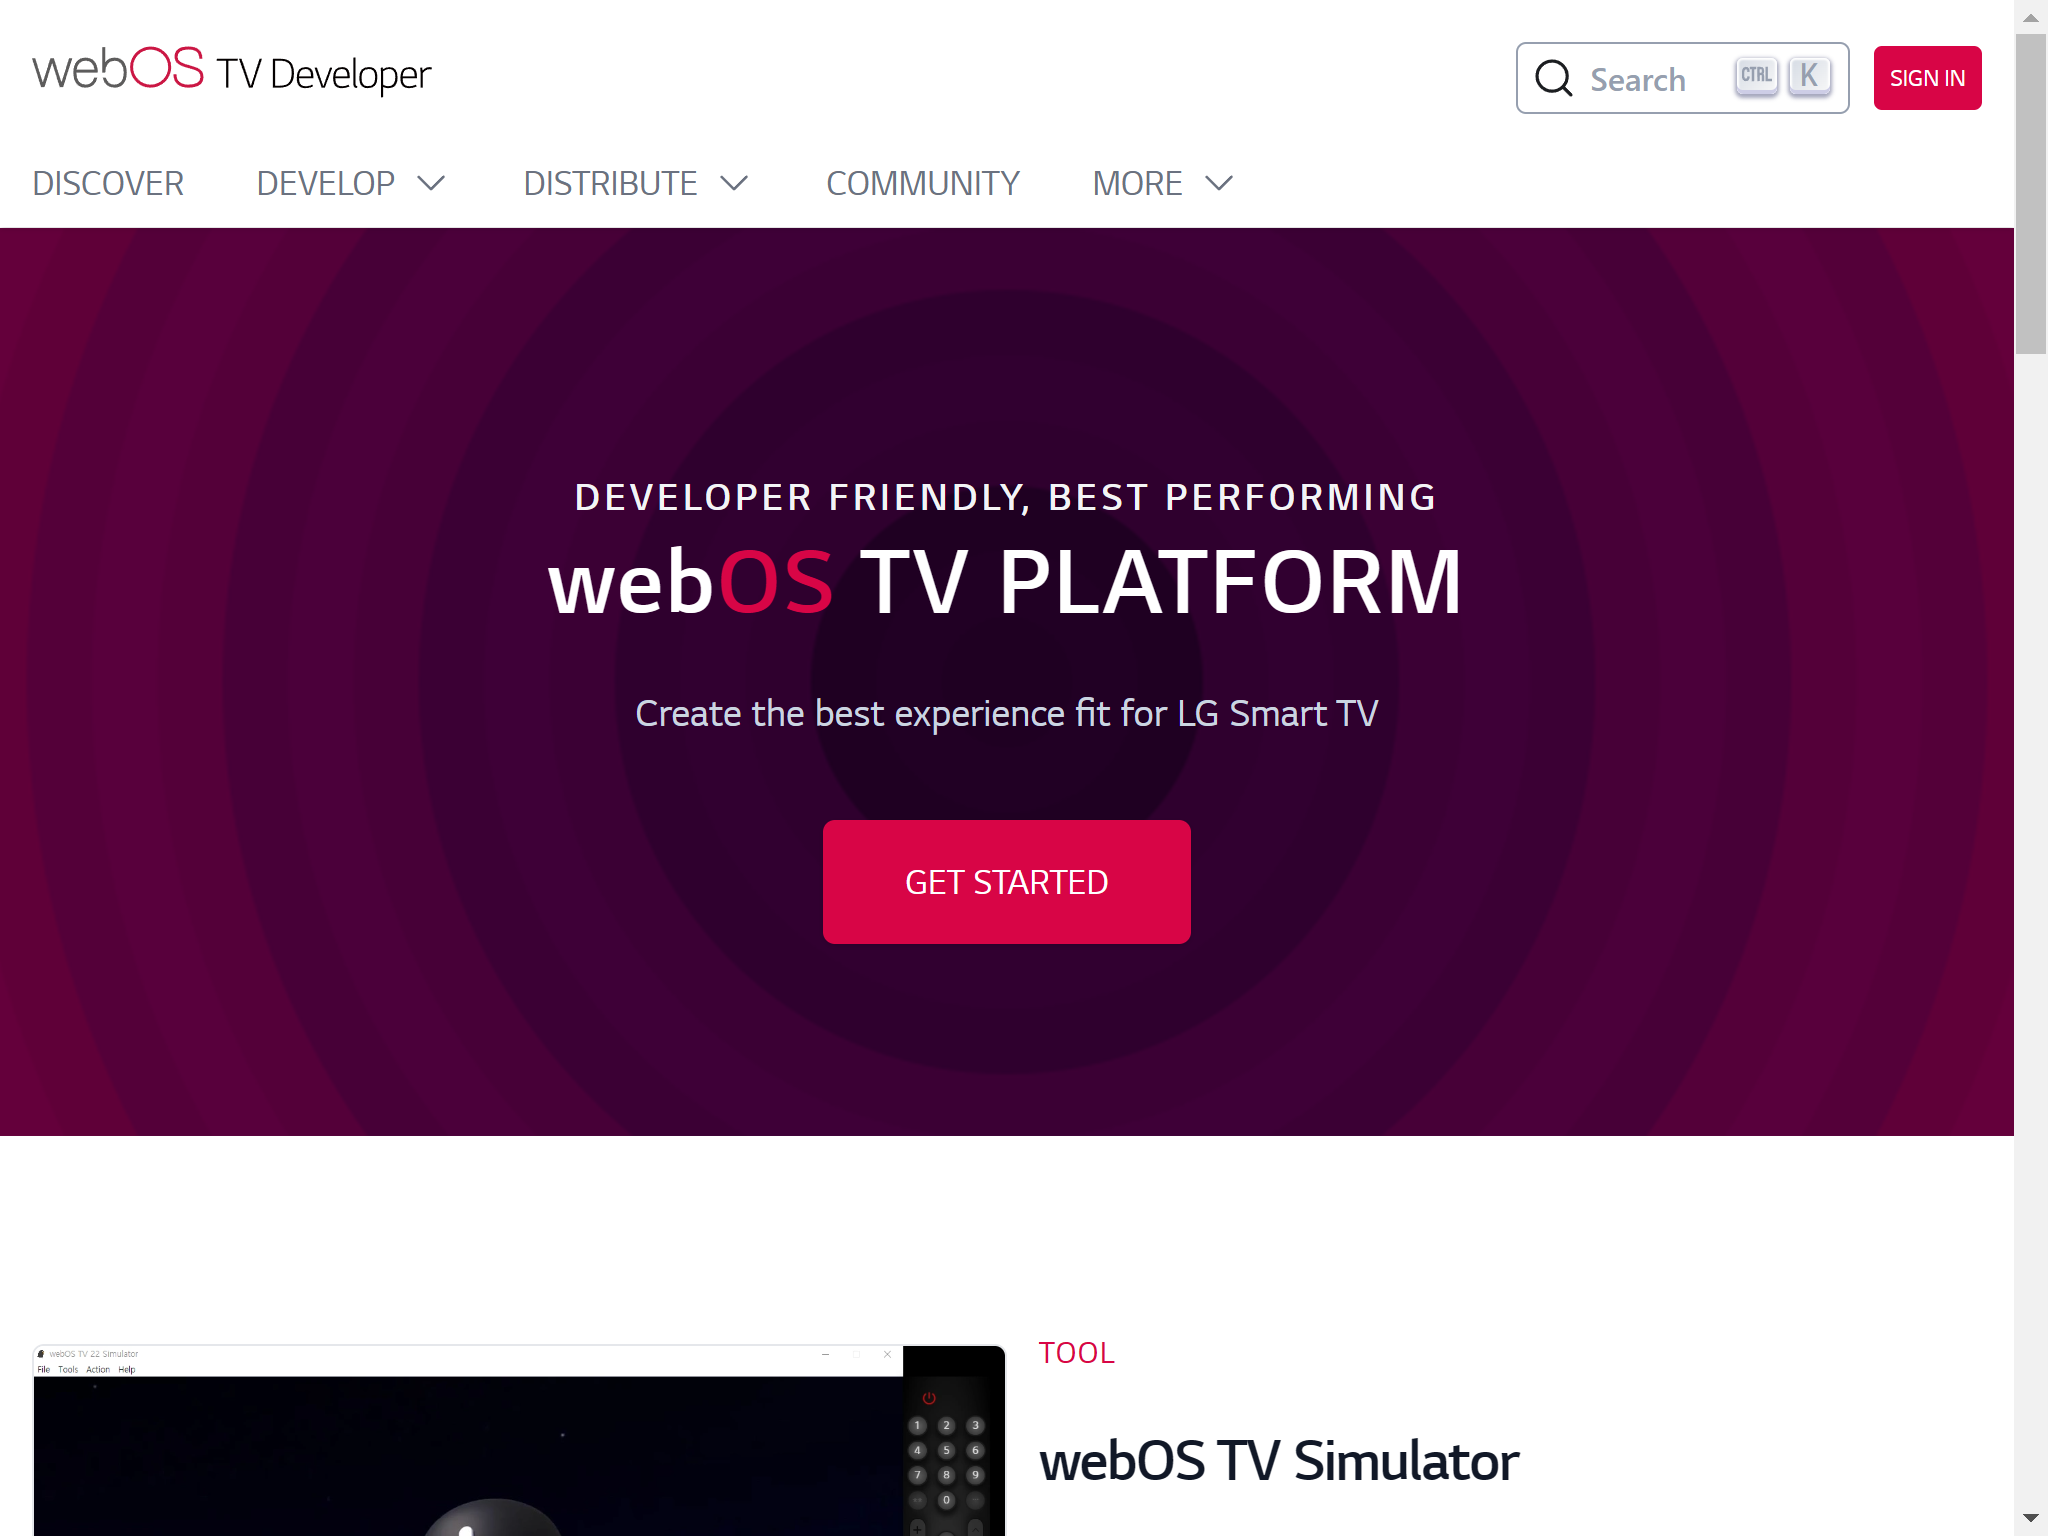 webOS TV Developer
Search CTRL K
SIGN IN
DISCOVER DEVELOP DISTRIBUTE COMMUNITY MORE
DEVELOPER FRIENDLY, BEST PERFORMING
webOS TV PLATFORM
Create the best experience fit for LG Smart TV
GET STARTED
webOS TV 22 Simulator
File Tools Action Help
1 2 3
4 5 6
7 8 9
0
TOOL
webOS TV Simulator